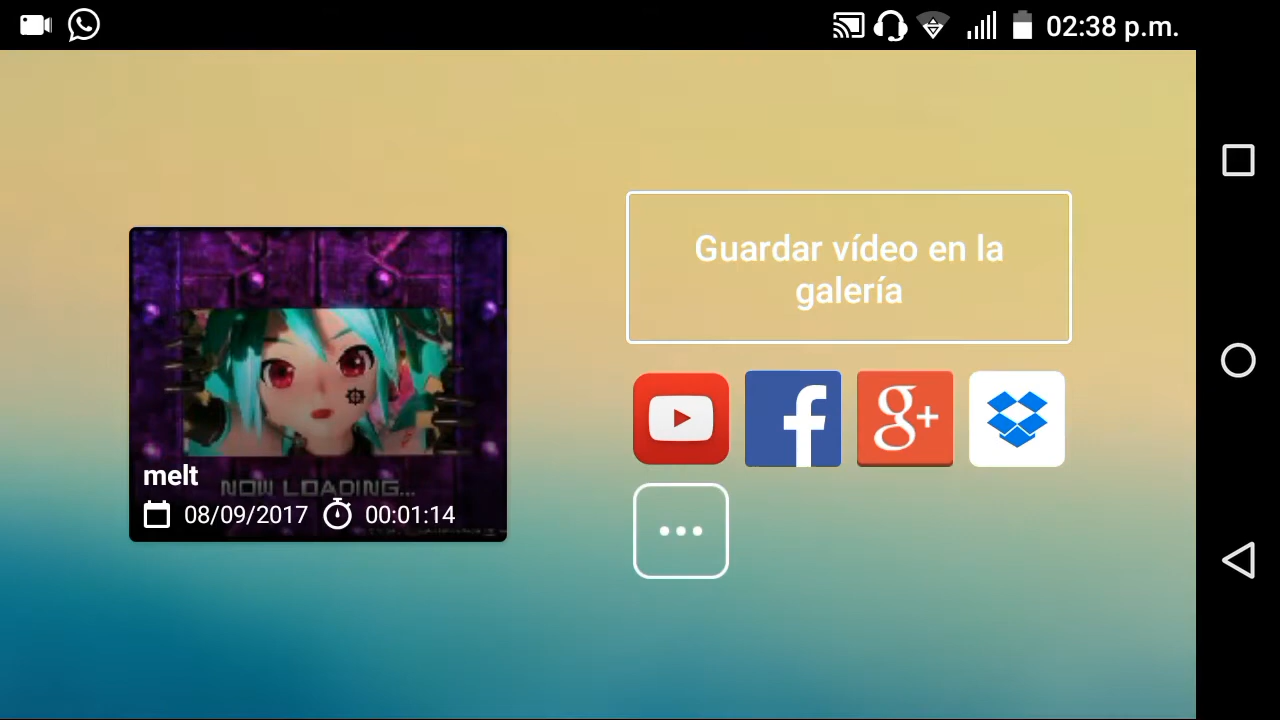 02:38 p.m.
Guardar vídeo en la
galería
g+
melt
NOW LOADING...
08/09/2017 00:01:14